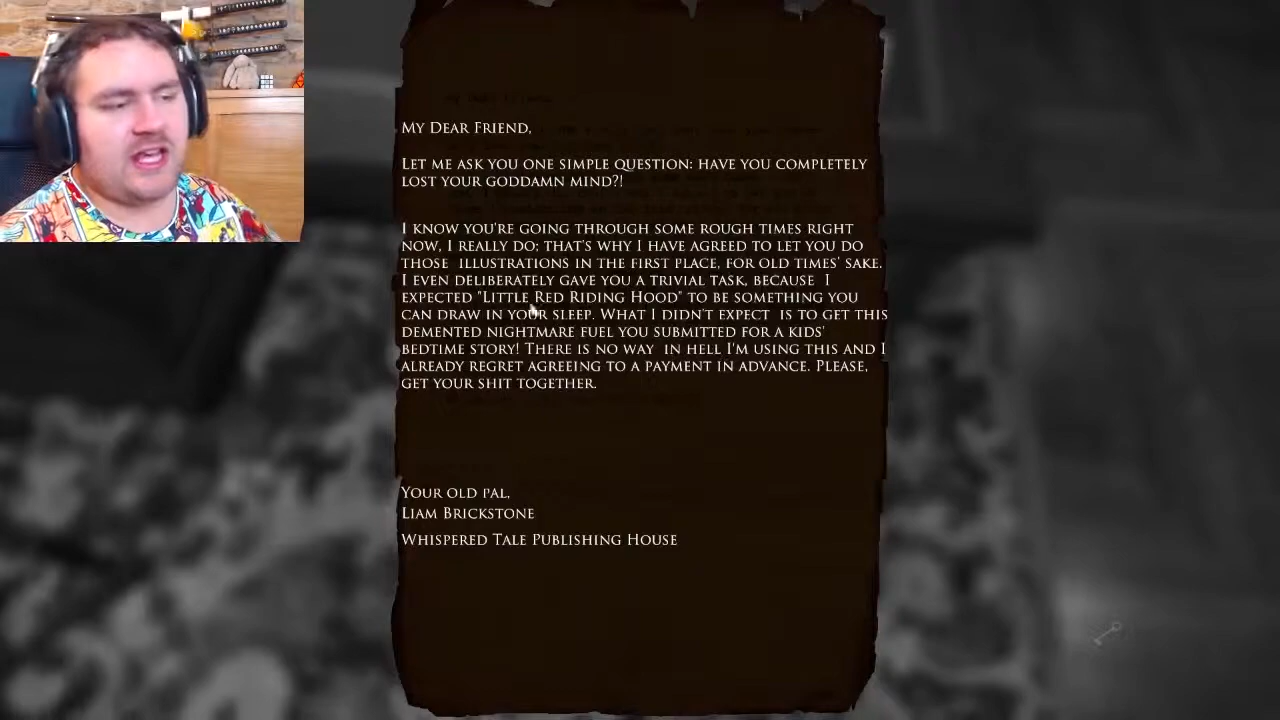 My Dear Friend,
Let me ask you one simple question: have you completely
lost your goddamn mind?!
I know you're going through some rough times right
now, I really do; that's why I have agreed to let you do
those illustrations in the first place, for old times' sake.
I even deliberately gave you a trivial task, because I
expected "Little Red Riding Hood" to be something you
can draw in your sleep. What I didn't expect is to get this
demented nightmare fuel you submitted for a kids'
bedtime story! There is no way in hell I'm using this and I
already regret agreeing to a payment in advance. Please,
get your shit together.
Your old pal,
Liam Brickstone
Whispered Tale Publishing House